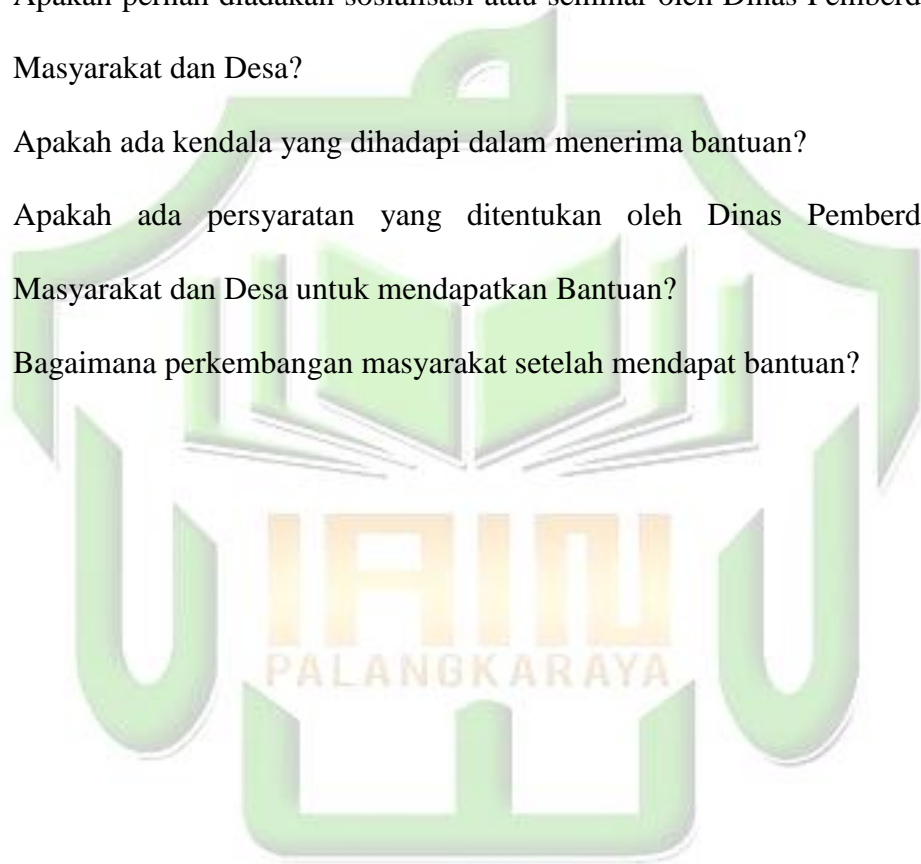 Apakah pernah diadakan sosialisasi atau seminar oleh Dinas
Masyarakat dan Desa?
Apakah ada kendala yang dihadapi dalam menerima bantuan?
Apakah ada persyaratan yang ditentukan oleh Dinas Pemberd
Masyarakat dan Desa untuk mendapatkan Bantuan?
Bagaimana perkembangan masyarakat setelah mendapat bantuan?
IAIN
PALANGKARAYA